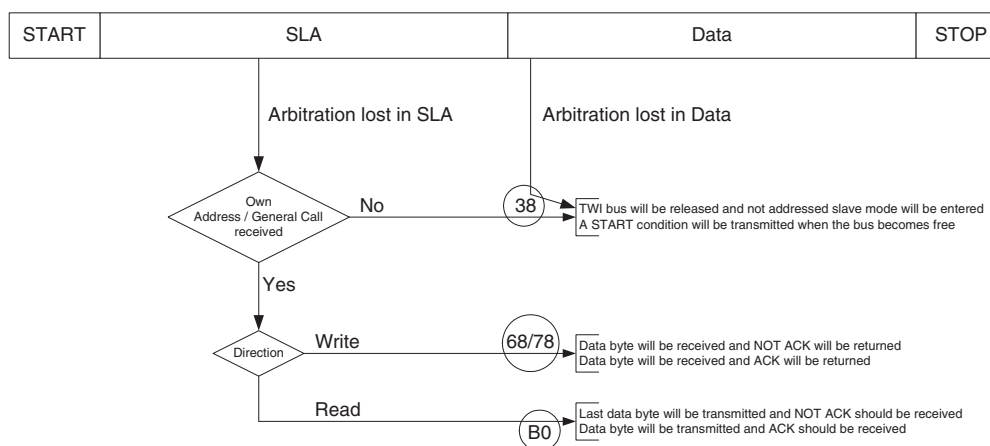 START SLA Data STOP
Arbitration lost in SLA Arbitration lost in Data
Own
Address / General Call
received
No
38
TWI bus will be released and not addressed slave mode will be entered
A START condition will be transmitted when the bus becomes free
Yes
Direction
Write
68/78
Data byte will be received and NOT ACK will be returned
Data byte will be received and ACK will be returned
Read
B0
Last data byte will be transmitted and NOT ACK should be received
Data byte will be transmitted and ACK should be received